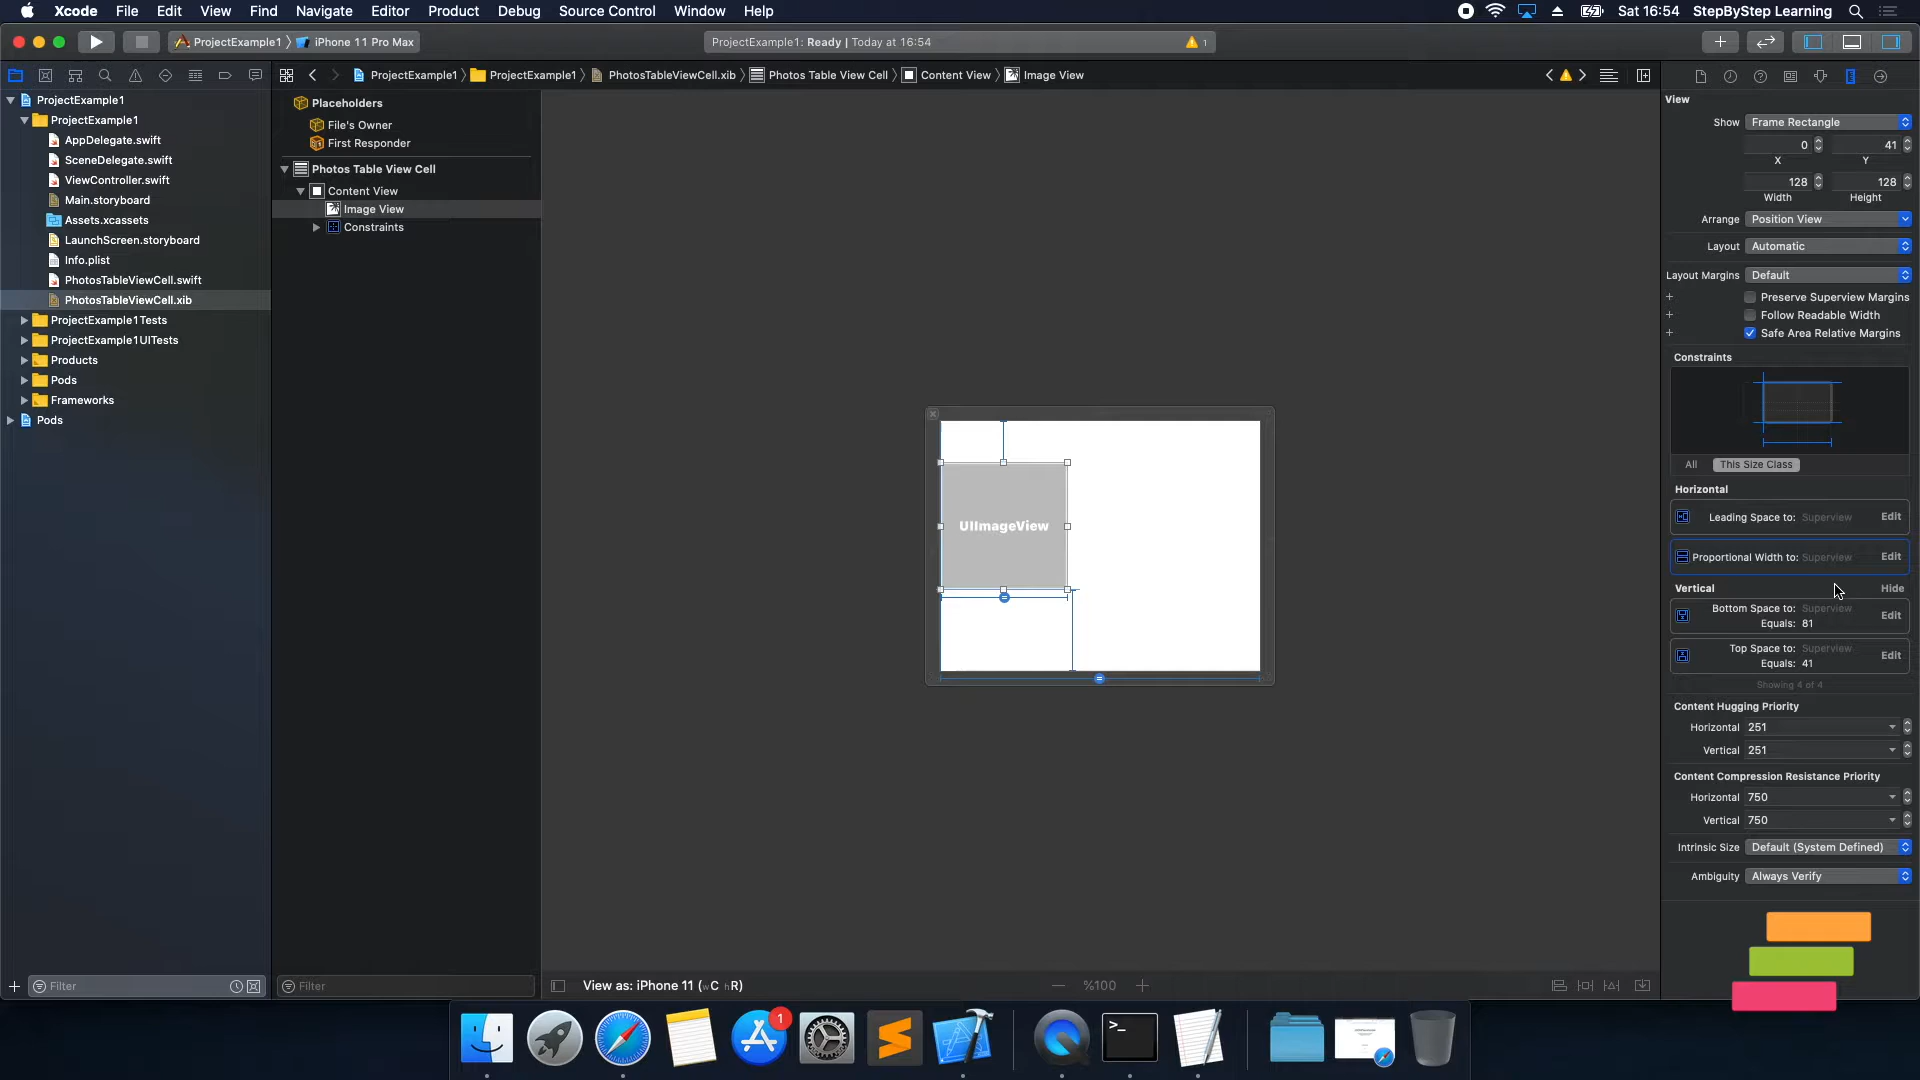 Xcode File Edit View Find Navigate Editor Product Debug Source Control Window Help
Sat 16:54 StepByStep Learning
ProjectExample1 iPhone 11 Pro Max
ProjectExample1: Ready | Today at 16:54
1
ProjectExample1 ProjectExample1 PhotosTableViewCell.xib Photos Table View Cell Content View Image View
ProjectExample1
ProjectExample1
AppDelegate.swift
SceneDelegate.swift
ViewController.swift
Main.storyboard
Assets.xcassets
LaunchScreen.storyboard
Info.plist
PhotosTableViewCell.swift
PhotosTableViewCell.xib
ProjectExample1Tests
ProjectExample1UITests
Products
Pods
Frameworks
Pods
Filter
Placeholders
File's Owner
First Responder
Photos Table View Cell
Content View
Image View
Constraints
Filter
UIImageView
View as: iPhone 11 (wC hR)
%100
View
Show Frame Rectangle
0 41
X Y
128 128
Width Height
Arrange Position View
Layout Automatic
Layout Margins Default
Preserve Superview Margins
Follow Readable Width
Safe Area Relative Margins
Constraints
All This Size Class
Horizontal
Leading Space to: Superview Edit
Proportional Width to: Superview Edit
Vertical Hide
Bottom Space to: Superview
Equals: 81 Edit
Top Space to: Superview
Equals: 41 Edit
Showing 4 of 4
Content Hugging Priority
Horizontal 251
Vertical 251
Content Compression Resistance Priority
Horizontal 750
Vertical 750
Intrinsic Size Default (System Defined)
Ambiguity Always Verify
1
>_